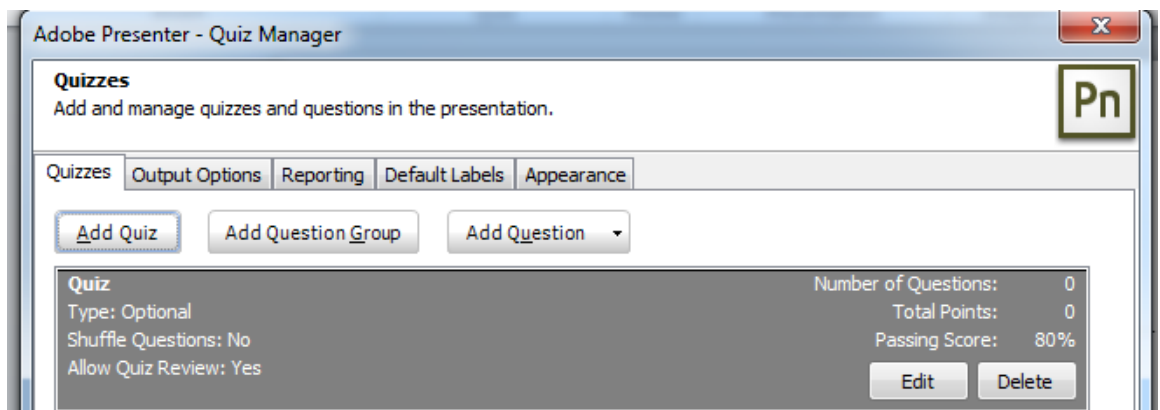 Adobe Presenter - Quiz Manager
Quizzes
Add and manage quizzes and questions in the presentation.
Pn
Quizzes Output Options Reporting Default Labels Appearance
Add Quiz Add Question Group Add Question
Quiz Number of Questions: 0
Type: Optional Total Points: 0
Shuffle Questions: No Passing Score: 80%
Allow Quiz Review: Yes
Edit Delete